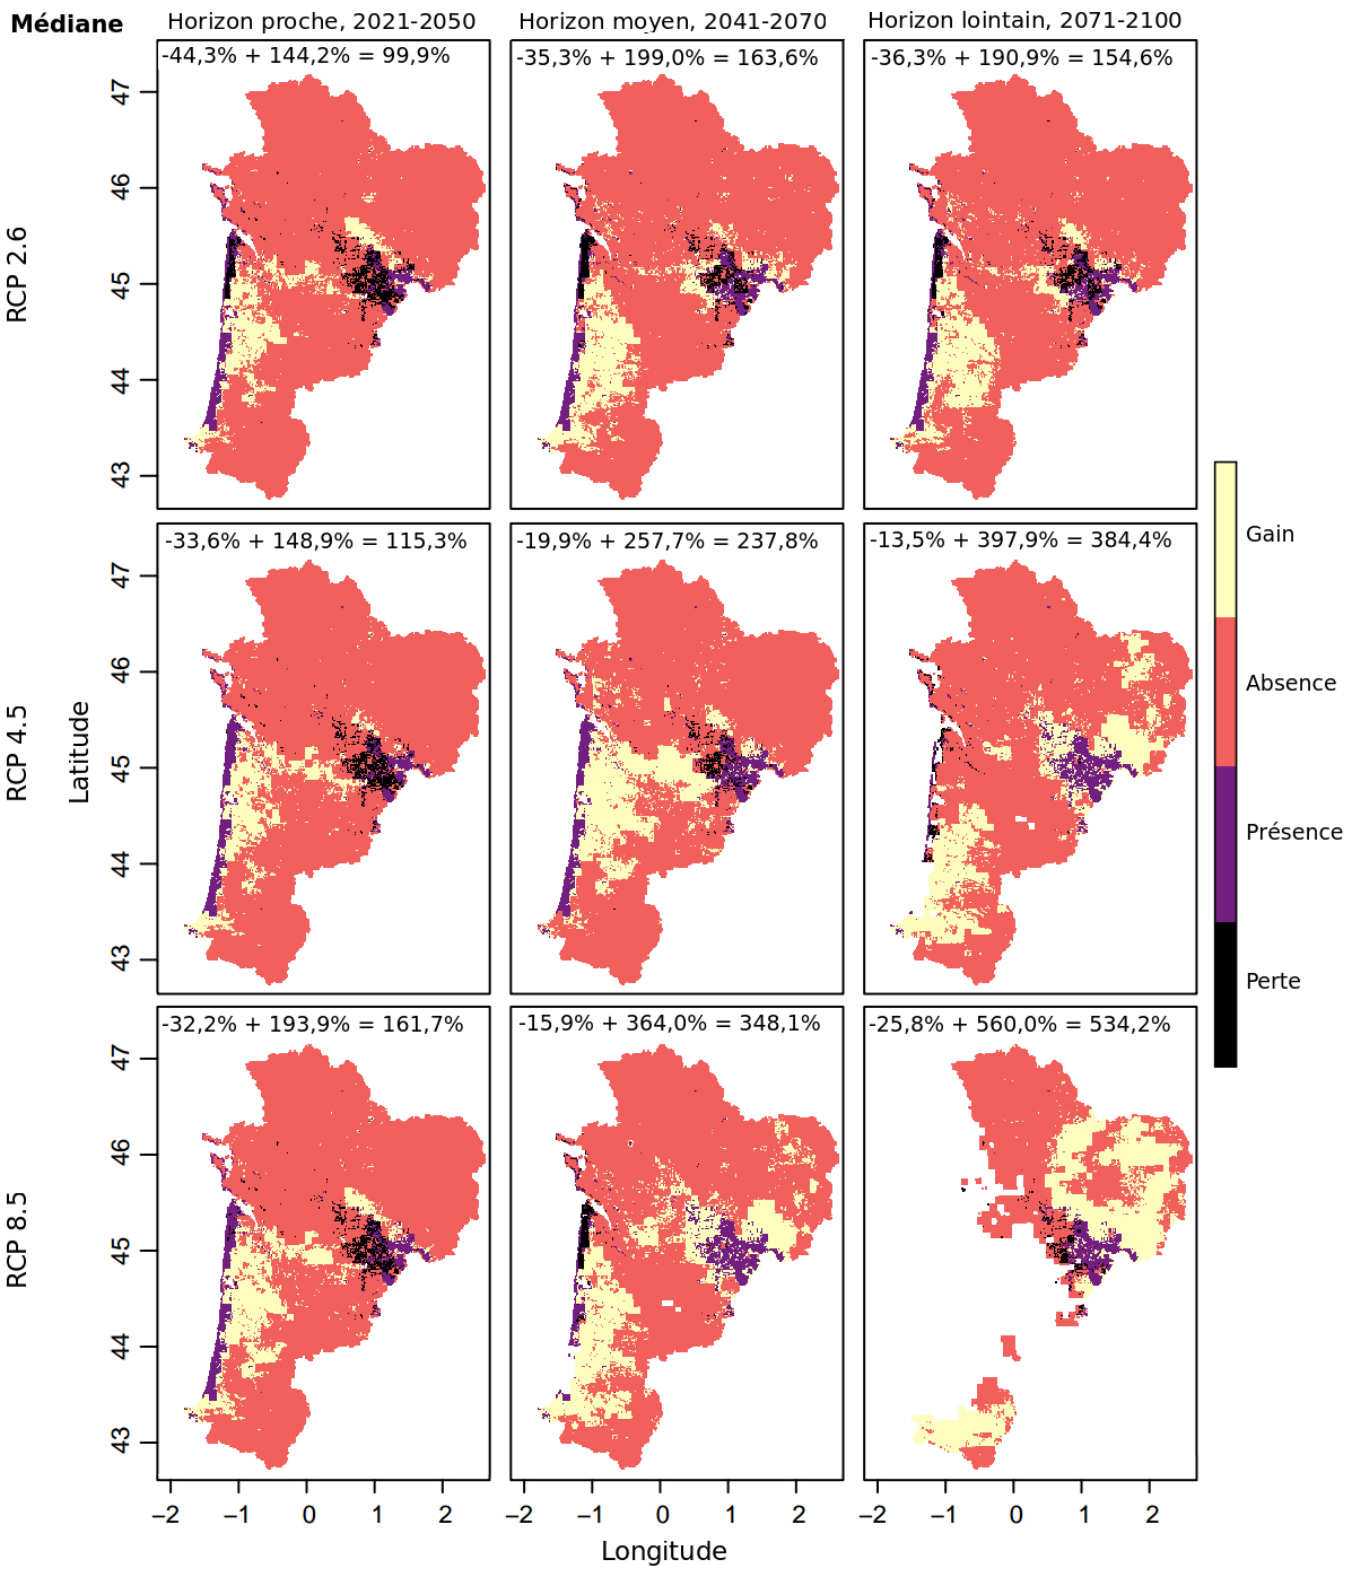 Médiane
Horizon proche, 2021-2050
Horizon moyen, 2041-2070
Horizon lointain, 2071-2100
-44,3% + 144,2% = 99,9%
-35,3% + 199,0% = 163,6%
-36,3% + 190,9% = 154,6%
RCP 2.6
47
46
45
44
43
-33,6% + 148,9% = 115,3%
-19,9% + 257,7% = 237,8%
-13,5% + 397,9% = 384,4%
RCP 4.5
Latitude
47
46
45
44
43
Gain
Absence
Présence
Perte
-32,2% + 193,9% = 161,7%
-15,9% + 364,0% = 348,1%
-25,8% + 560,0% = 534,2%
RCP 8.5
47
46
45
44
43
−2 −1 0 1 2
−2 −1 0 1 2
−2 −1 0 1 2
Longitude